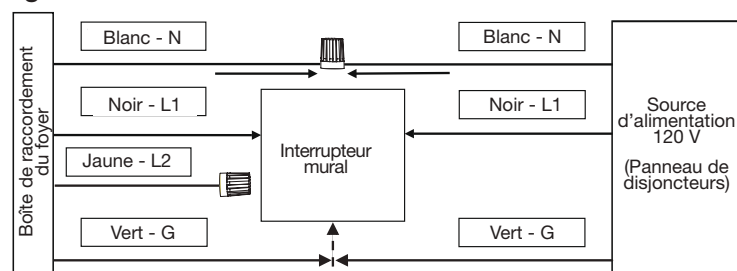 Blanc - N
Blanc - N
Noir - L1
Noir - L1
Jaune - L2
Vert - G
Vert - G
Boîte de raccordement
du foyer
Interrupteur
mural
Source
d'alimentation
120 V
(Panneau de
disjoncteurs)